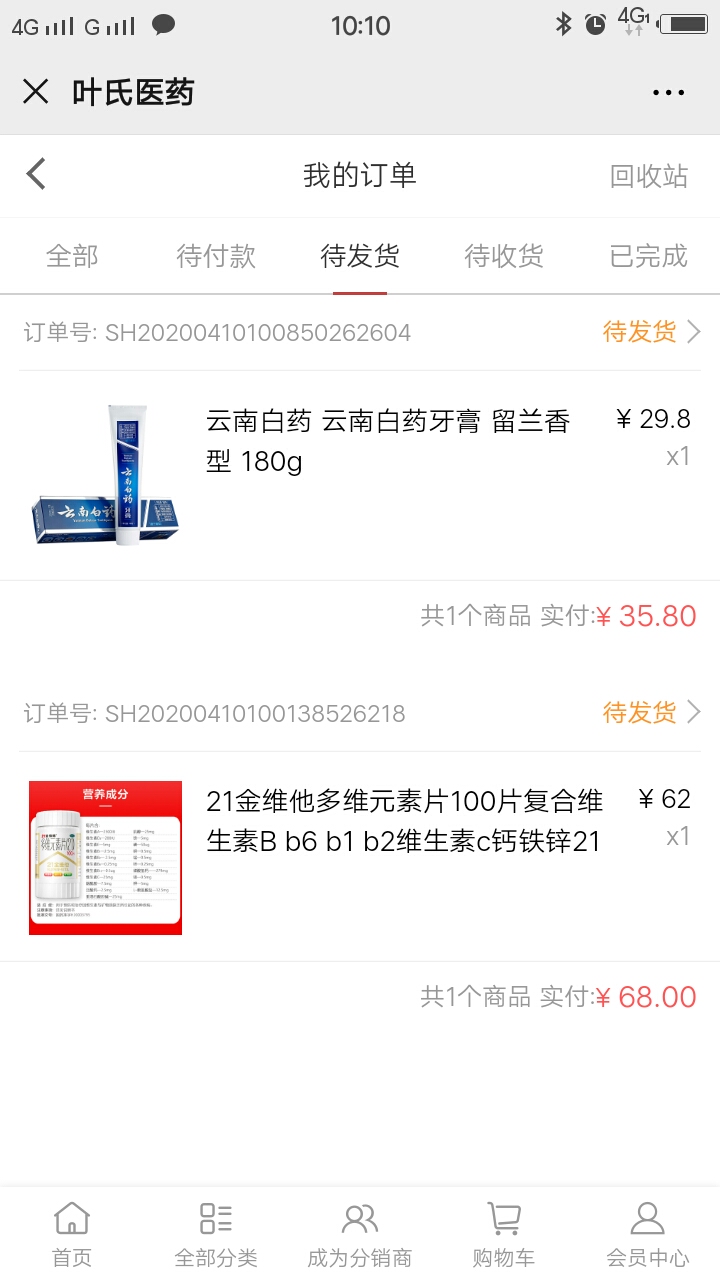 4G G 10:10 4G1
叶氏医药
我的订单 回收站
全部 待付款 待发货 待收货 已完成
订单号: SH20200410100850262604 待发货
云南白药 云南白药牙膏 留兰香 ¥ 29.8
型 180g x1
云南白药
云南白药
牙膏
共1个商品 实付:¥ 35.80
订单号: SH20200410100138526218 待发货
营养成分
21金维他多维元素片100片复合维 ¥ 62
生素B b6 b1 b2维生素c钙铁锌21 x1
共1个商品 实付:¥ 68.00
首页 全部分类 成为分销商 购物车 会员中心